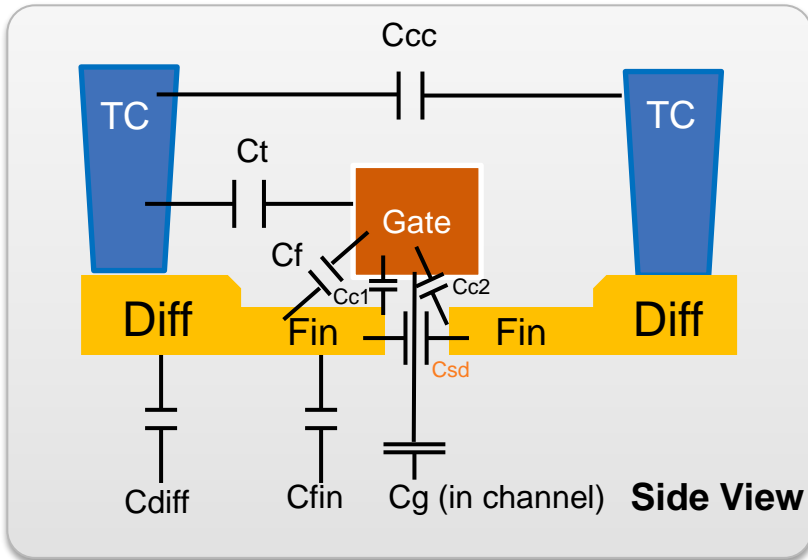 Ccc
TC
TC
Ct
Gate
Cf
Cc1
Cc2
Diff
Fin
Fin
Diff
Csd
Cdiff
Cfin
Cg (in channel)
Side View